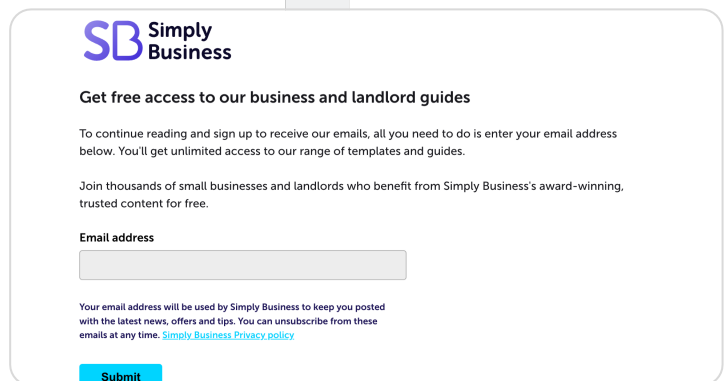 SB Simply
Business
Get free access to our business and landlord guides
To continue reading and sign up to receive our emails, all you need to do is enter your email address
below. You'll get unlimited access to our range of templates and guides.
Join thousands of small businesses and landlords who benefit from Simply Business's award-winning,
trusted content for free.
Email address
Your email address will be used by Simply Business to keep you posted
with the latest news, offers and tips. You can unsubscribe from these
emails at any time. Simply Business Privacy policy
Submit